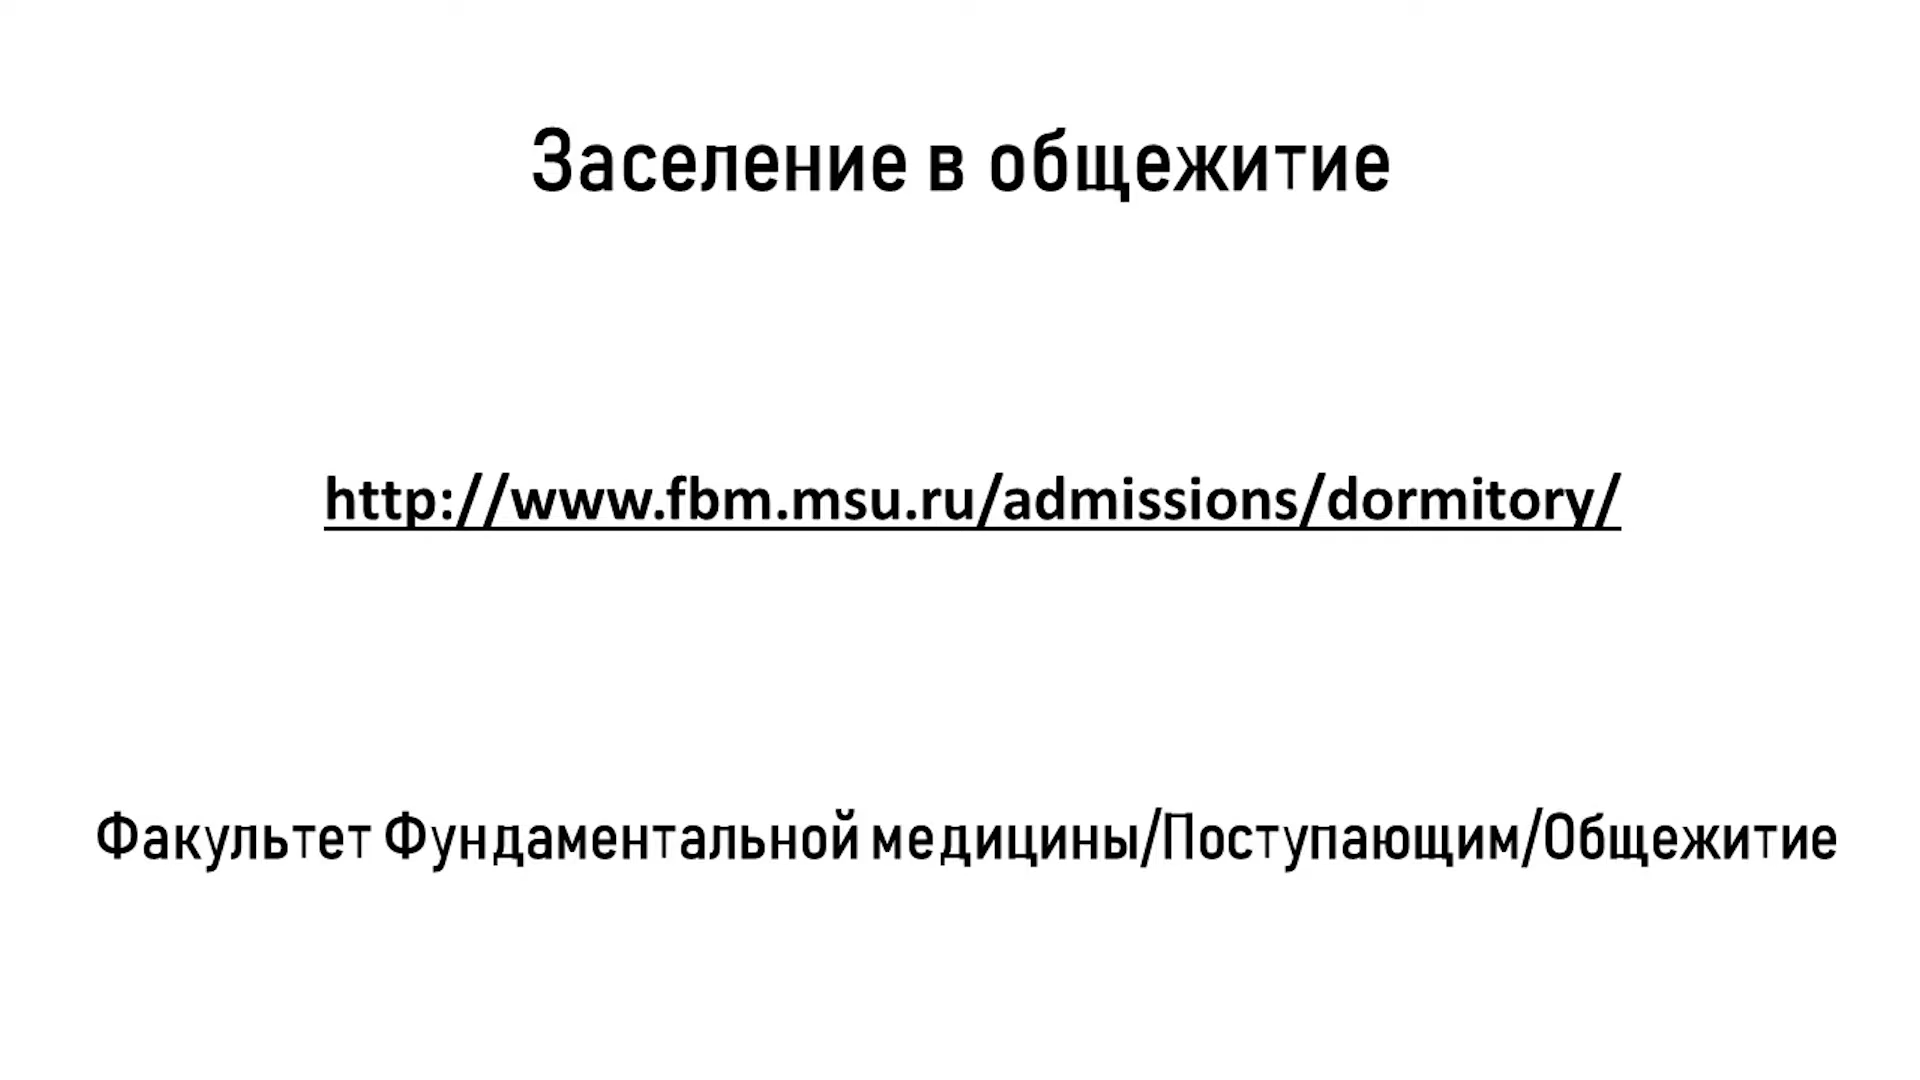 Заселение в общежитие
http://www.fbm.msu.ru/admissions/dormitory/
Факультет Фундаментальной медицины/Поступающим/Общежитие